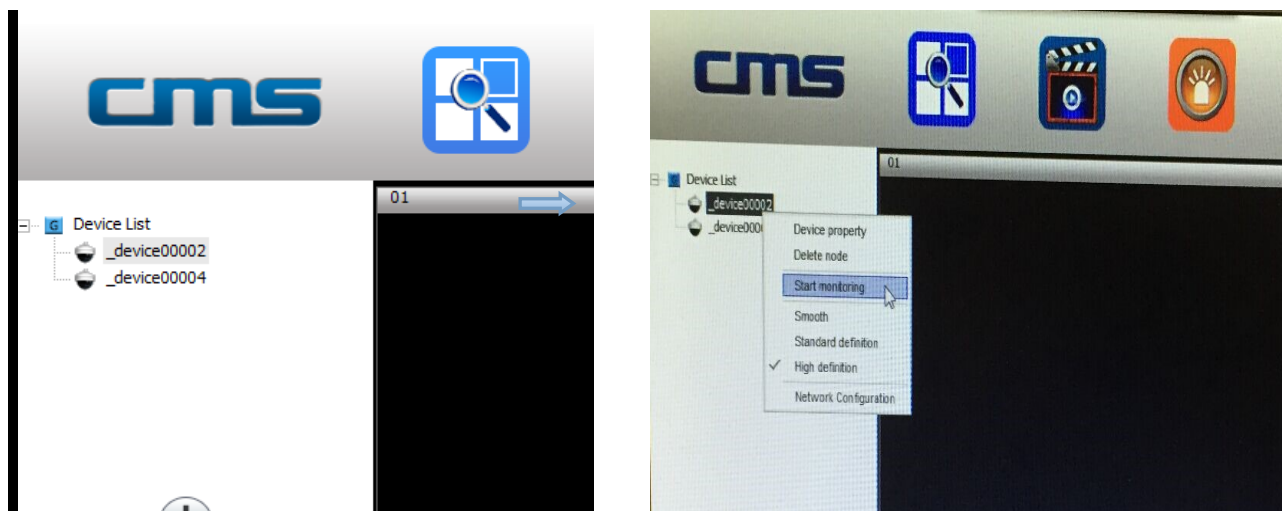 cms
01
G Device List
_device00002
_device00004
cms
01
G Device List
_device00002
_device000
Device property
Delete node
Start monitoring
Smooth
Standard definition
High definition
Network Configuration